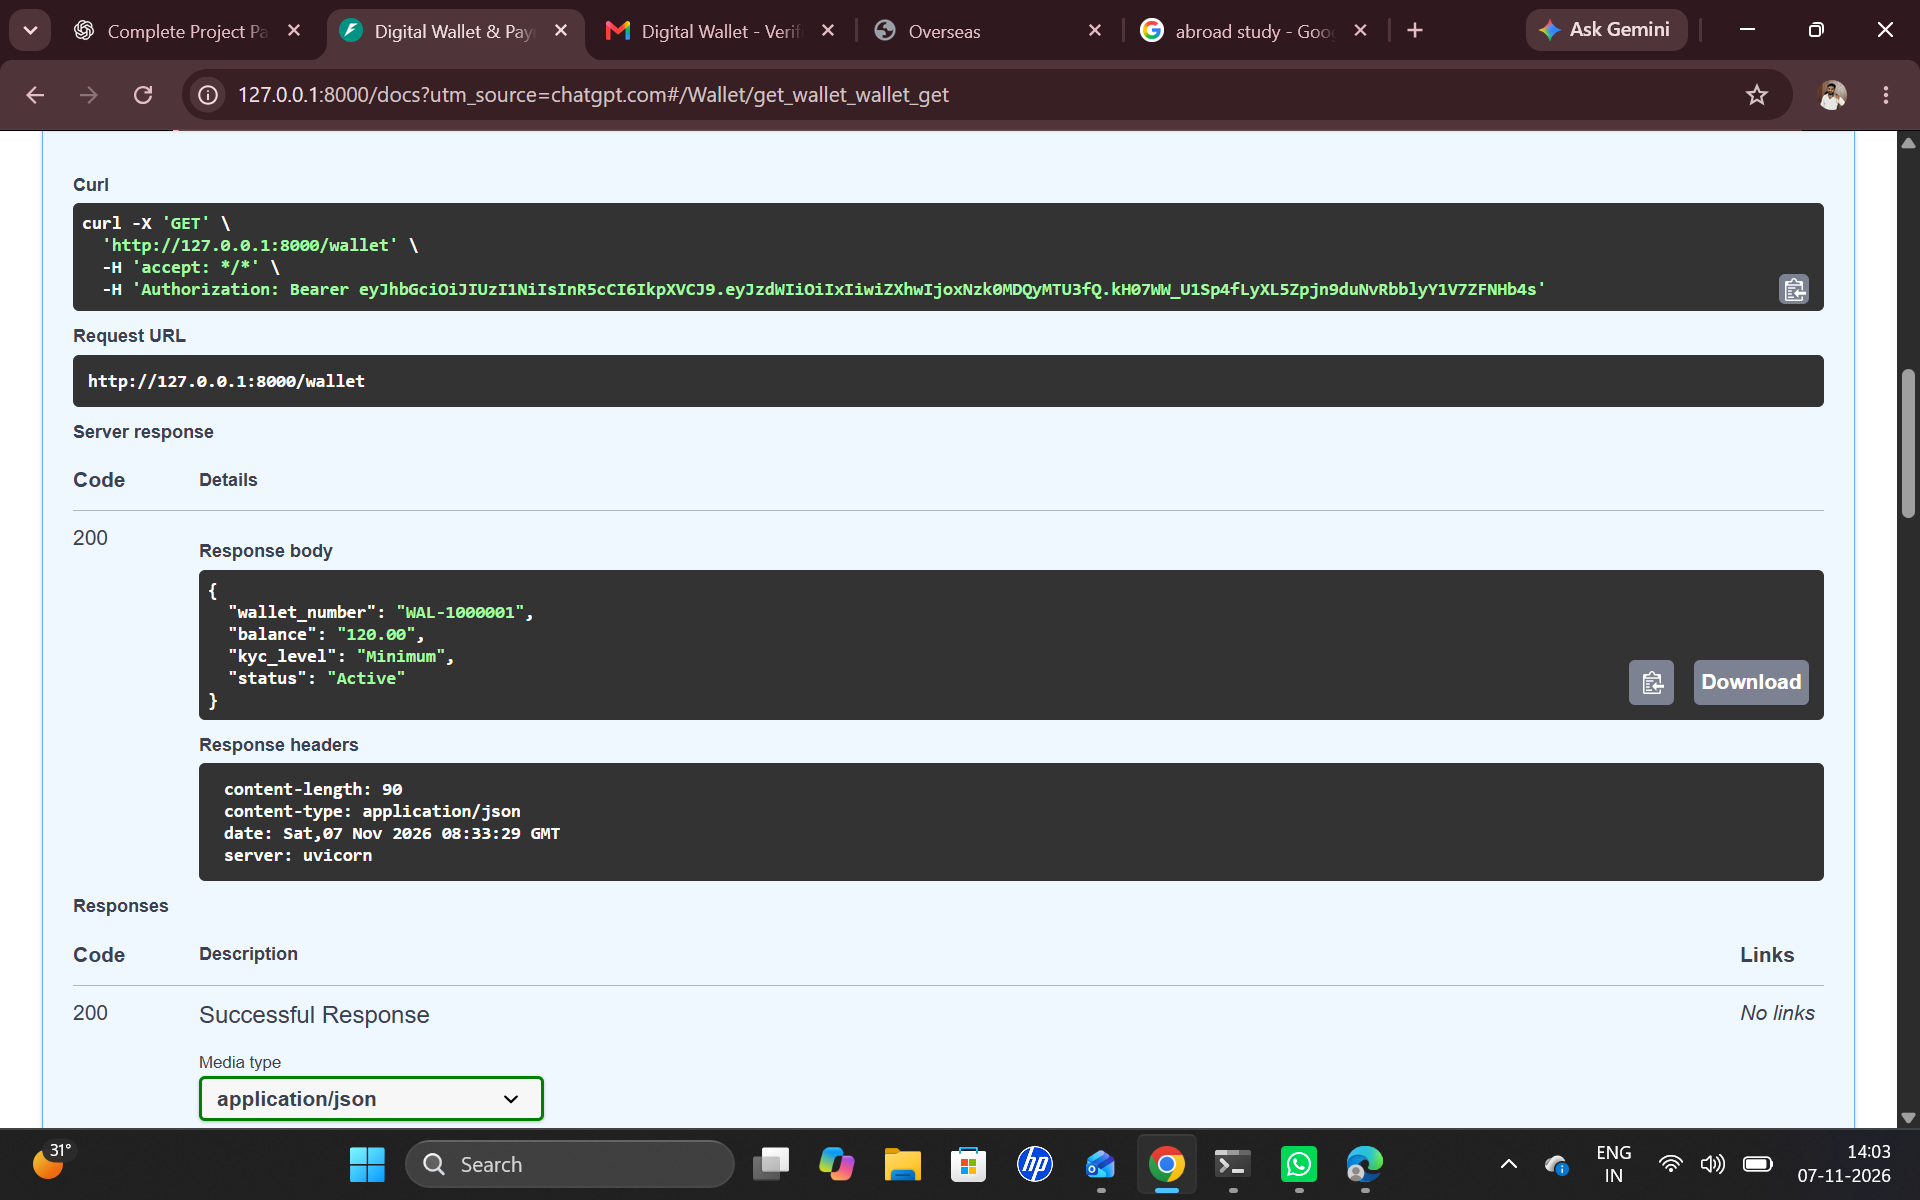 Complete Project Pa
Digital Wallet & Pay
Digital Wallet - Verif
Overseas
abroad study - Goo
Ask Gemini
127.0.0.1:8000/docs?utm_source=chatgpt.com#/Wallet/get_wallet_wallet_get
Curl
curl -X 'GET' \
'http://127.0.0.1:8000/wallet' \
-H 'accept: */*' \
-H 'Authorization: Bearer eyJhbGciOiJIUzI1NiIsInR5cCI6IkpXVCJ9.eyJzdWIiOiIxIiwiZXhwIjoxNzk0MDQyMTU3fQ.kH07WW_U1Sp4fLyXL5Zpjn9duNvRbblyY1V7ZFNHb4s'
Request URL
http://127.0.0.1:8000/wallet
Server response
Code Details
200
Response body
{
"wallet_number": "WAL-1000001",
"balance": "120.00",
"kyc_level": "Minimum",
"status": "Active"
}
Download
Response headers
content-length: 90
content-type: application/json
date: Sat,07 Nov 2026 08:33:29 GMT
server: uvicorn
Responses
Code Description Links
200 Successful Response No links
Media type
application/json
31°
Search
hp
ENG
IN
14:03
07-11-2026